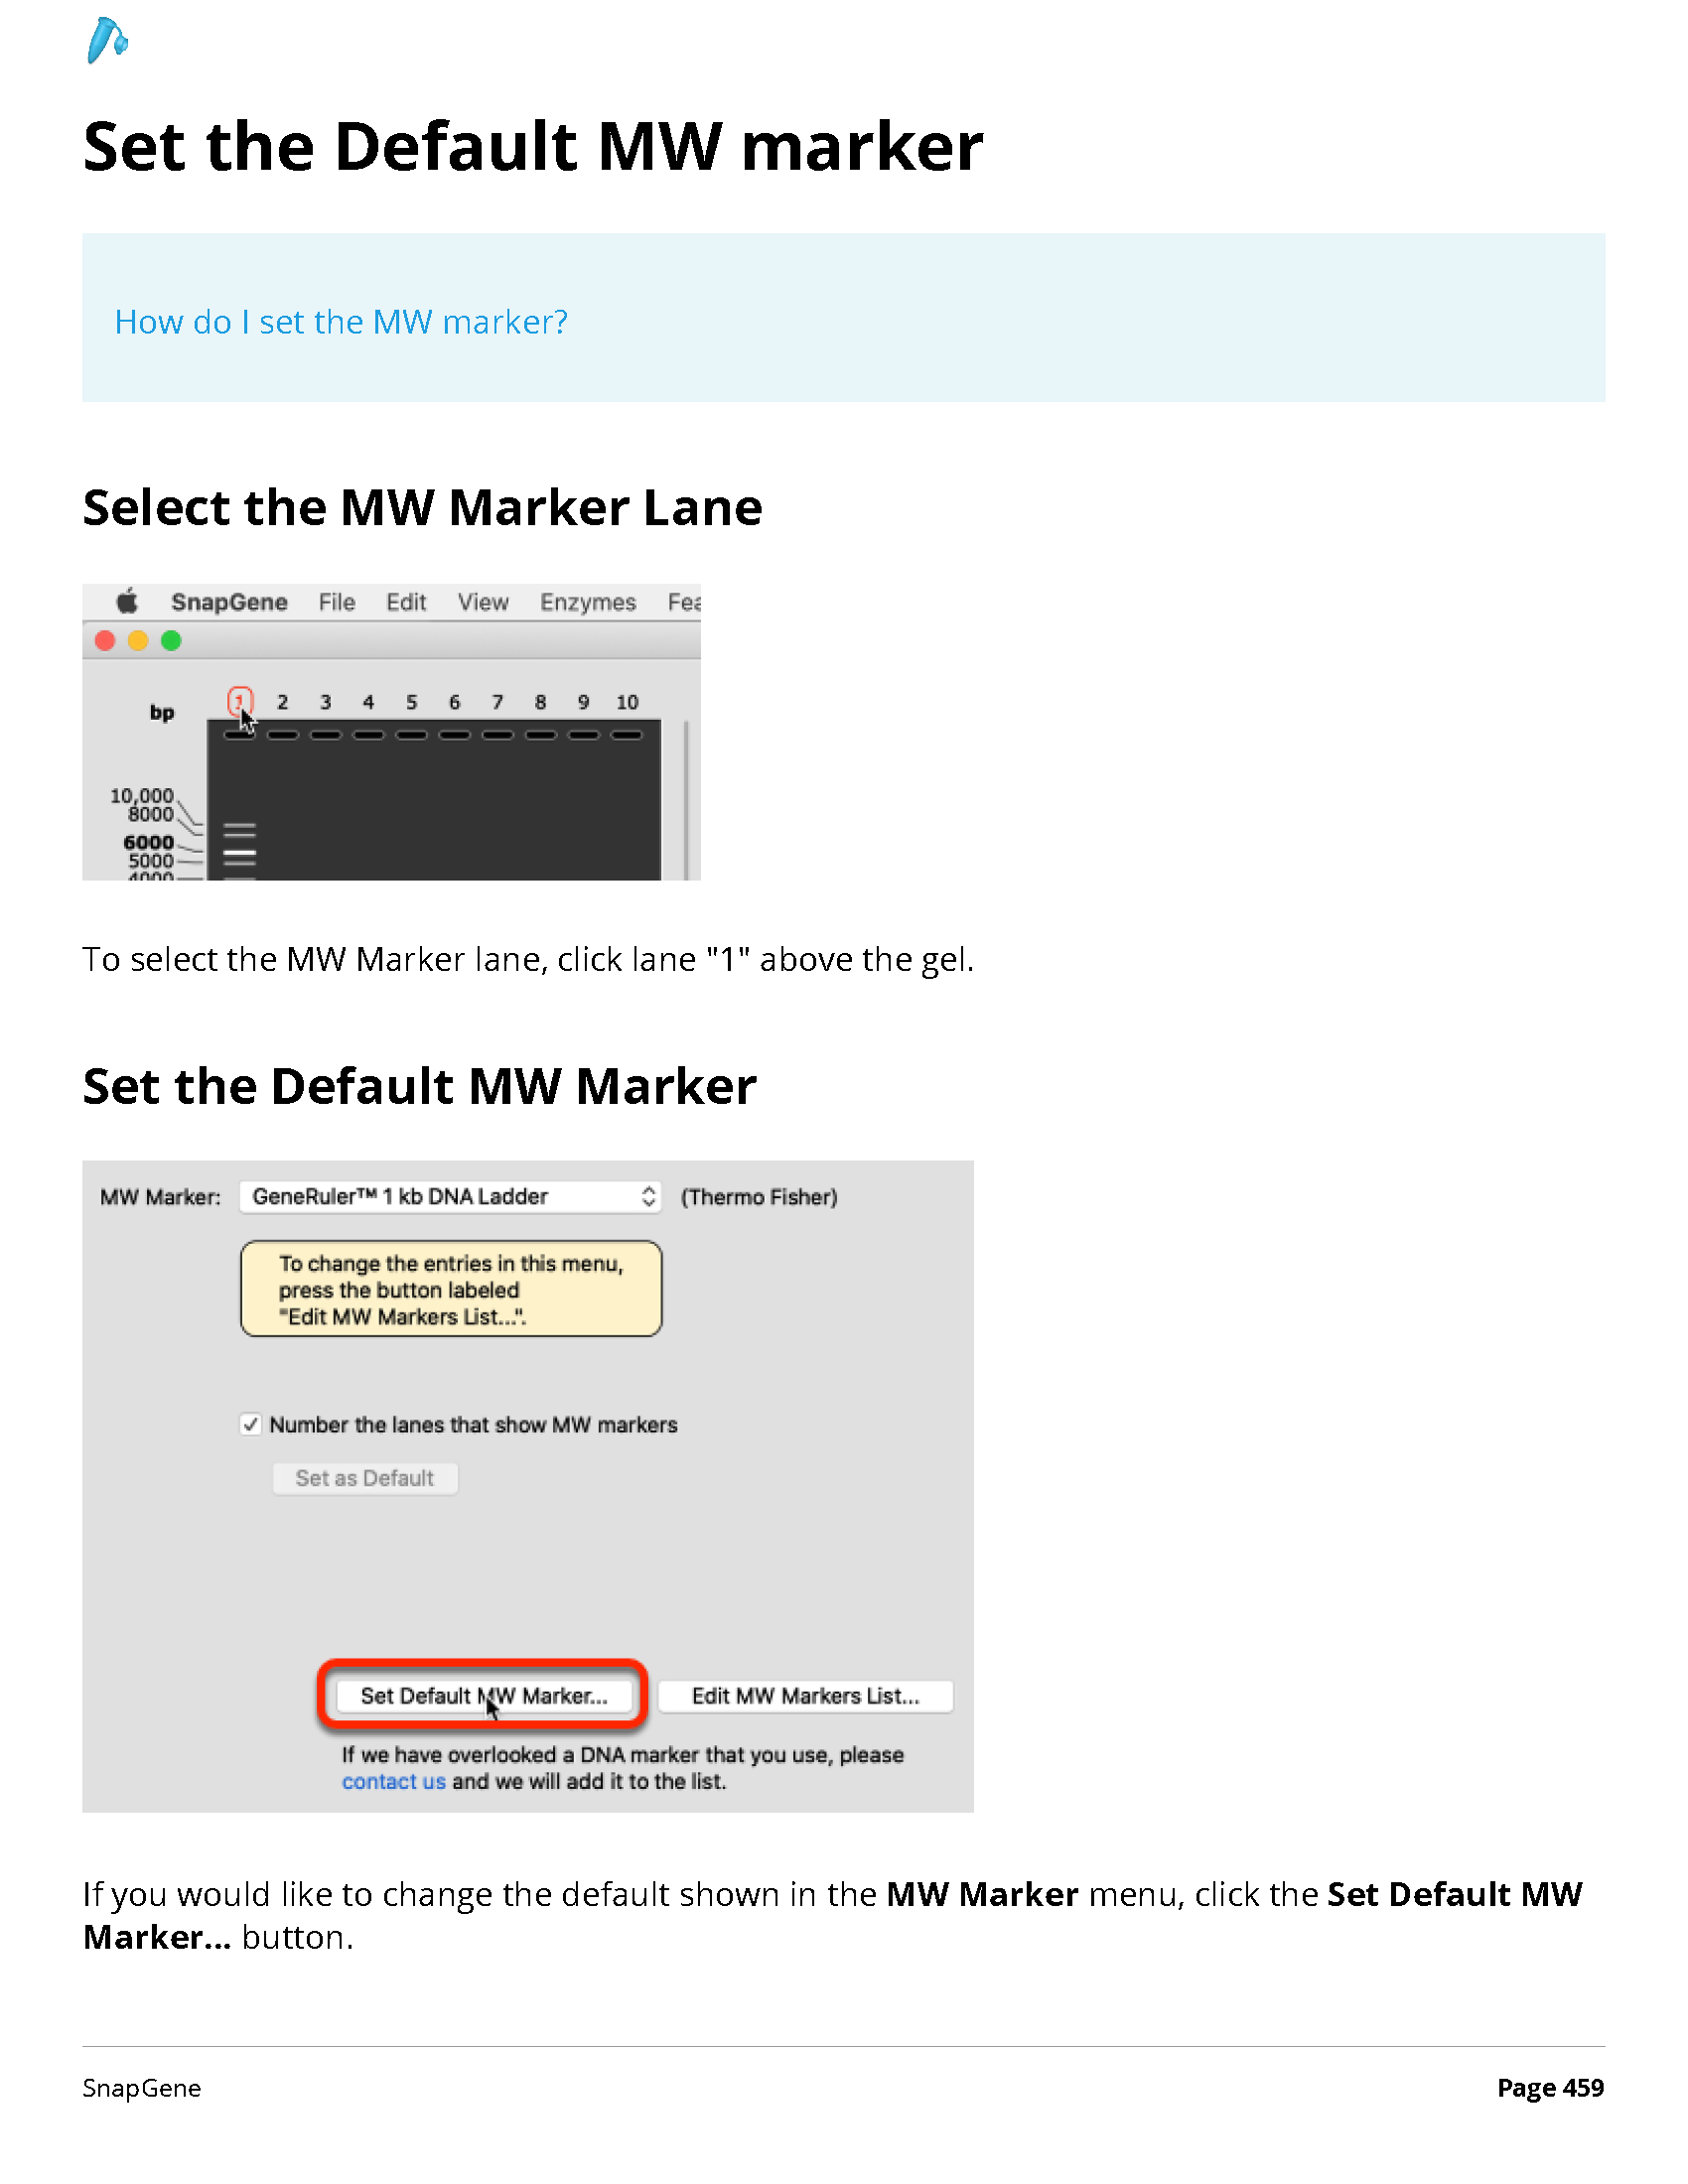 Set the Default MW marker
How do I set the MW marker?
Select the MW Marker Lane
SnapGene File Edit View Enzymes Fea
bp 1 2 3 4 5 6 7 8 9 10
10,000
8000
6000
5000
4000
To select the MW Marker lane, click lane "1" above the gel.
Set the Default MW Marker
MW Marker: GeneRuler™ 1 kb DNA Ladder (Thermo Fisher)
To change the entries in this menu,
press the button labeled
"Edit MW Markers List...".
Number the lanes that show MW markers
Set as Default
Set Default MW Marker... Edit MW Markers List...
If we have overlooked a DNA marker that you use, please
contact us and we will add it to the list.
If you would like to change the default shown in the MW Marker menu, click the Set Default MW
Marker... button.
SnapGene Page 459